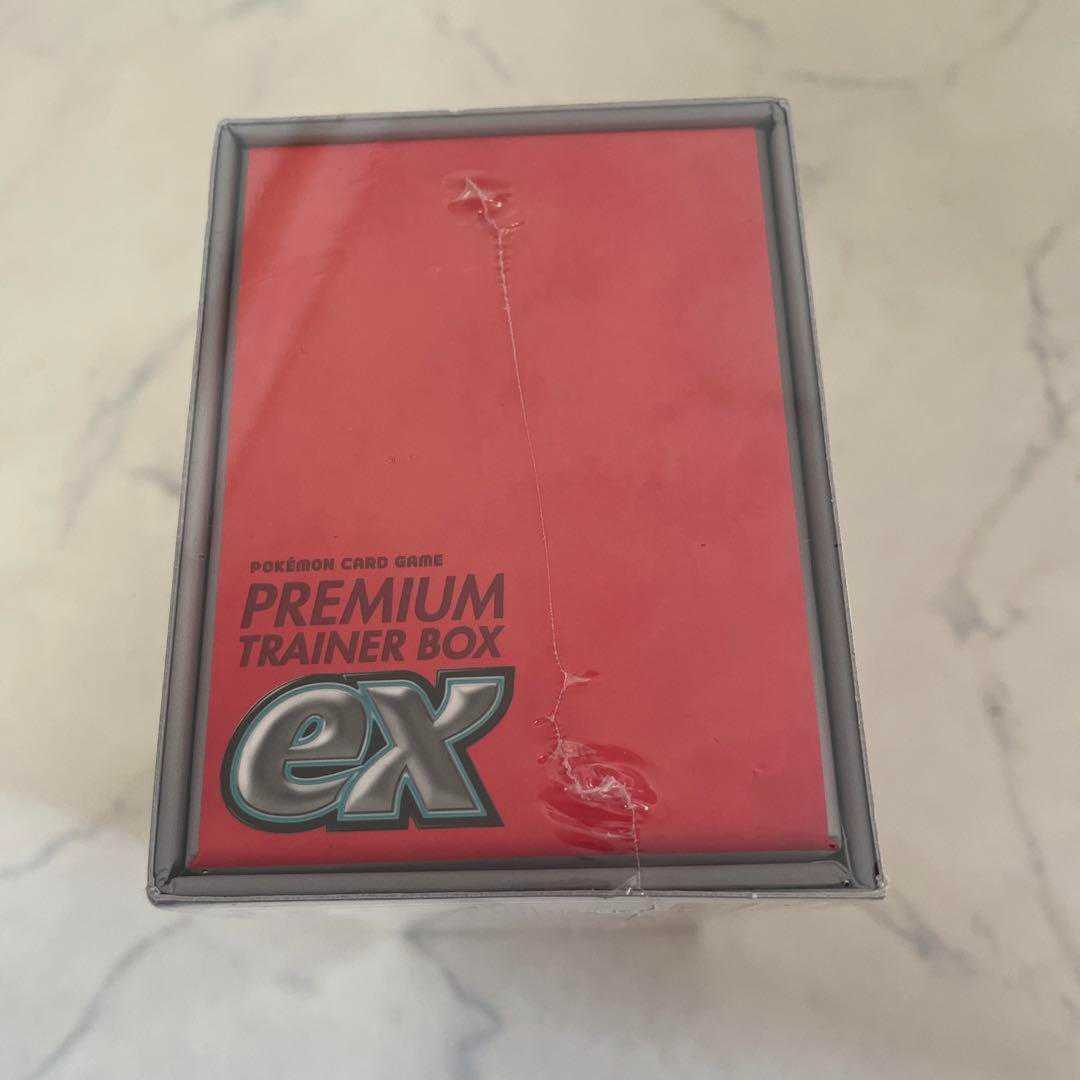 POKÉMON CARD GAME
PREMIUM
TRAINER BOX
ex